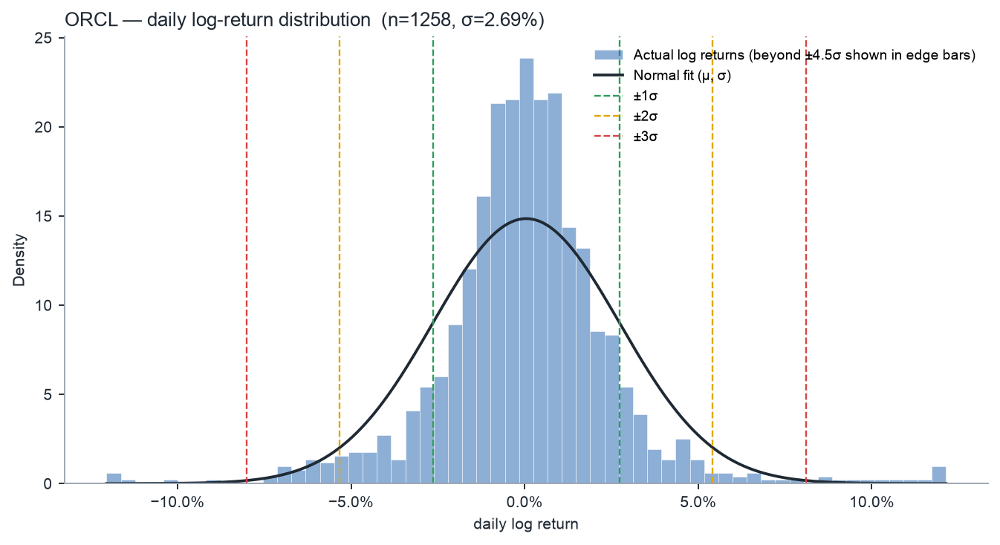 ORCL — daily log-return distribution  (n=1258, σ=2.69%)
25
20
15
10
5
0
Density
Actual log returns (beyond ±4.5σ shown in edge bars)
Normal fit (μ, σ)
±1σ
±2σ
±3σ
−10.0%
−5.0%
0.0%
5.0%
10.0%
daily log return